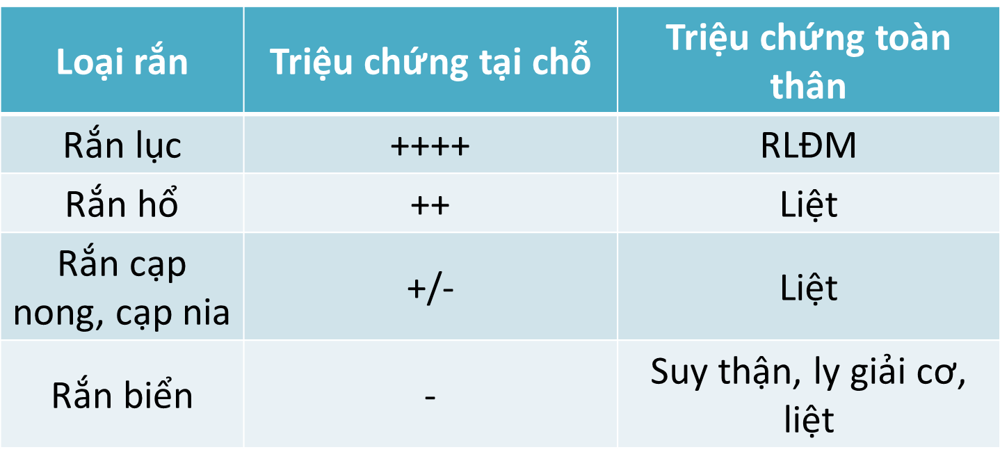 Loại rắn
Triệu chứng tại chỗ
Triệu chứng toàn
thân
Rắn lục
++++
RLĐM
Rắn hổ
++
Liệt
Rắn cạp
nong, cạp nia
+/-
Liệt
Rắn biển
-
Suy thận, ly giải cơ,
liệt